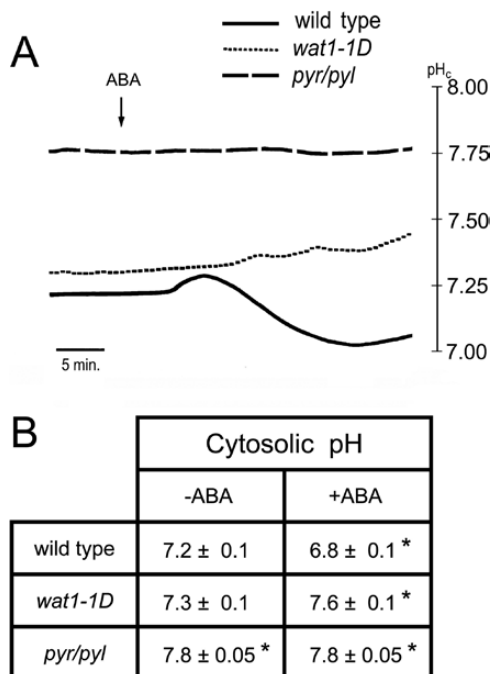 A
wild type
wat1-1D
pyr/pyl
ABA
pHc
8.00
7.75
7.50
7.25
7.00
5 min.
B
Cytosolic pH
-ABA +ABA
wild type 7.2 ± 0.1 6.8 ± 0.1 *
wat1-1D 7.3 ± 0.1 7.6 ± 0.1 *
pyr/pyl 7.8 ± 0.05 * 7.8 ± 0.05 *